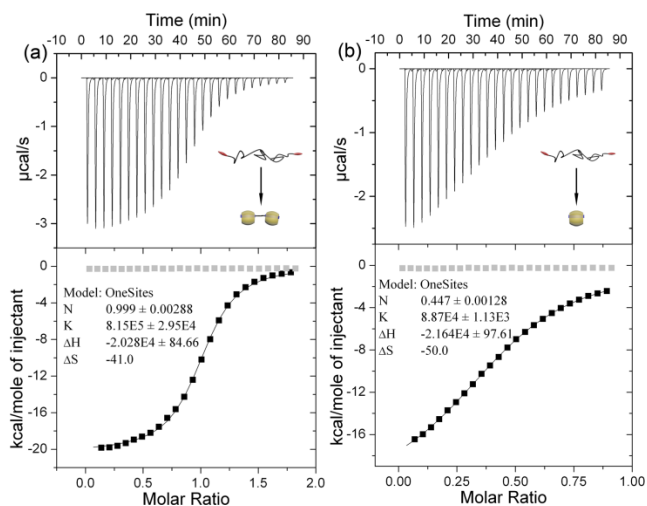 Time (min)
-10 0 10 20 30 40 50 60 70 80 90
(a)
0
-1
-2
-3
µcal/s
0
-4
-8
-12
-16
-20
kcal/mole of injectant
Model: OneSites
N 0.999 ± 0.00288
K 8.15E5 ± 2.95E4
ΔH -2.028E4 ± 84.66
ΔS -41.0
0.0 0.5 1.0 1.5 2.0
Molar Ratio
Time (min)
-10 0 10 20 30 40 50 60 70 80 90
(b)
0
-1
-2
µcal/s
0
-4
-8
-12
-16
kcal/mole of injectant
Model: OneSites
N 0.447 ± 0.00128
K 8.87E4 ± 1.13E3
ΔH -2.164E4 ± 97.61
ΔS -50.0
0.00 0.25 0.50 0.75 1.00
Molar Ratio